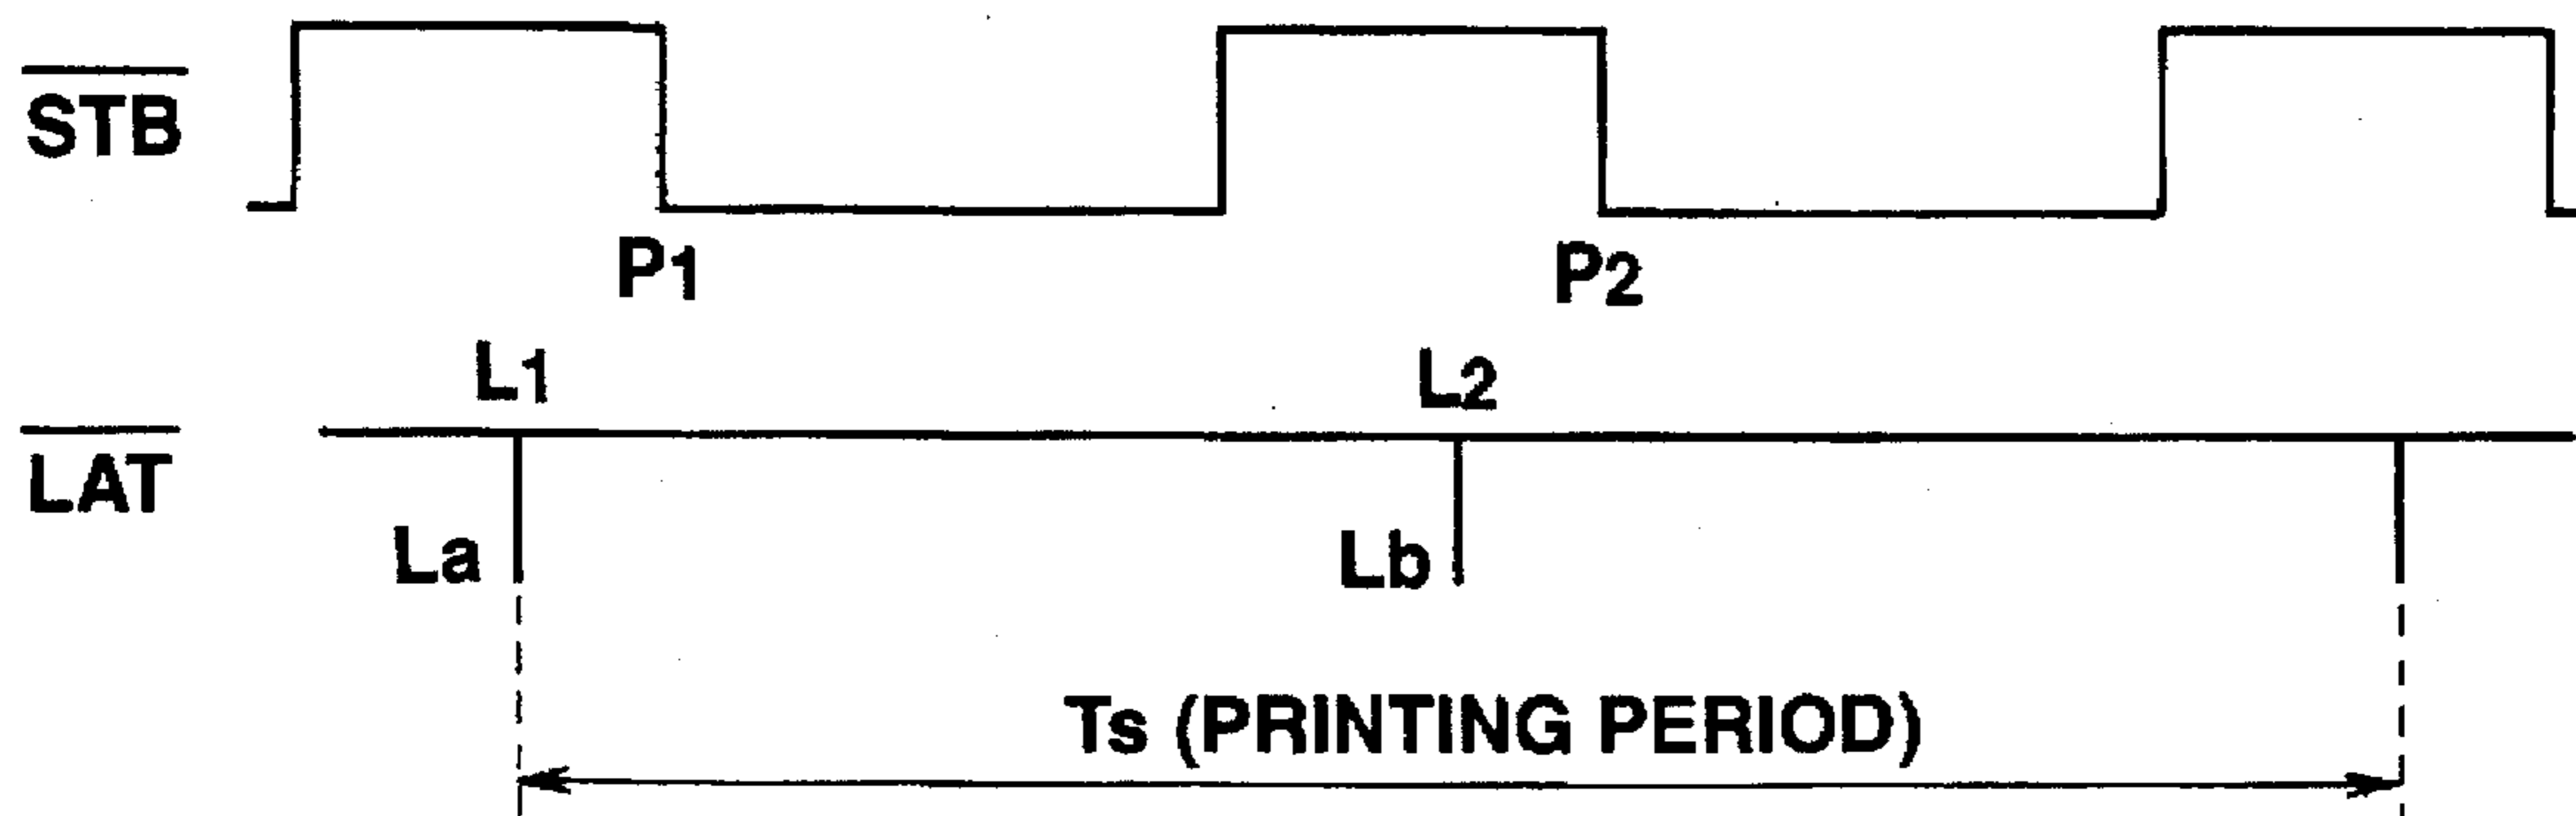 STB
P1
P2
L1
L2
LAT
La
Lb
Ts (PRINTING PERIOD)